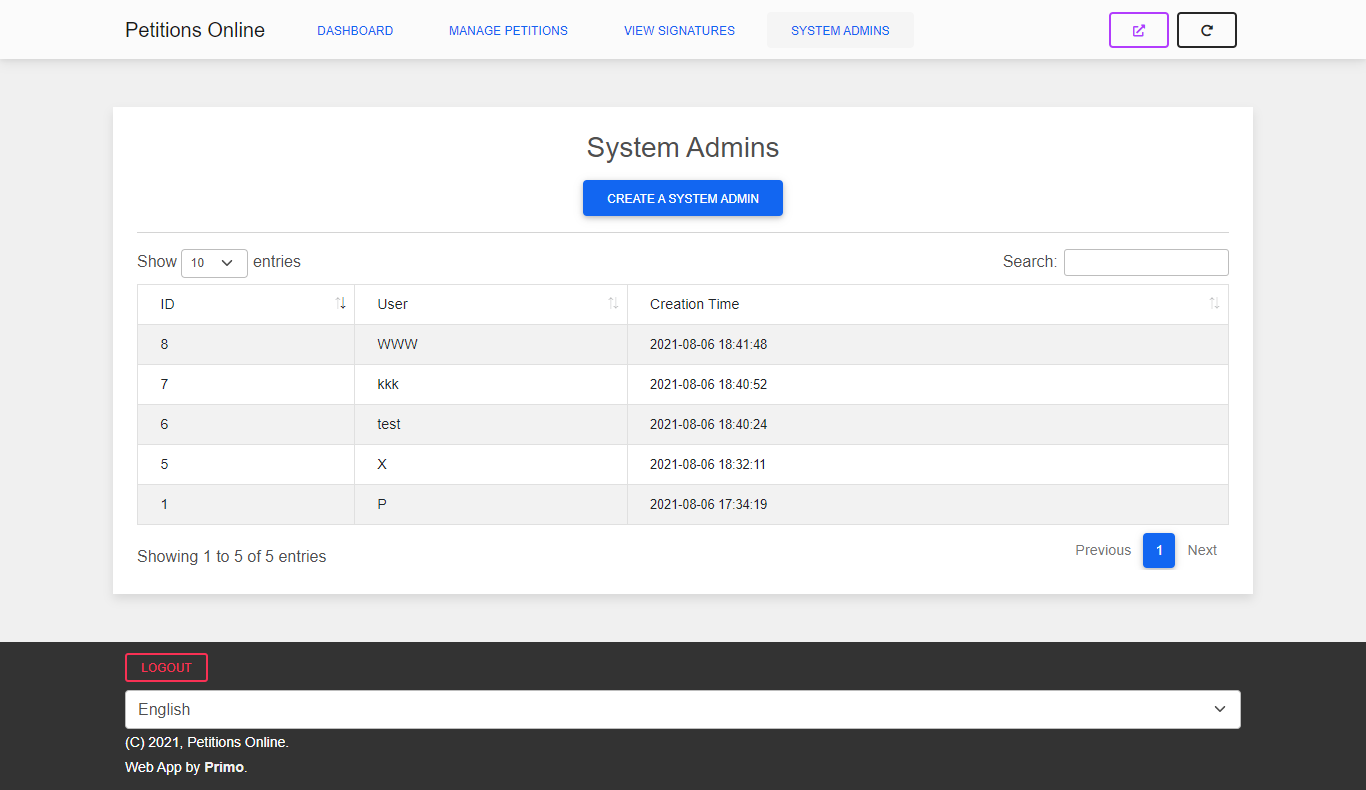 Petitions Online DASHBOARD MANAGE PETITIONS VIEW SIGNATURES SYSTEM ADMINS
System Admins
CREATE A SYSTEM ADMIN
Show 10 entries Search:
ID User Creation Time
8 WWW 2021-08-06 18:41:48
7 kkk 2021-08-06 18:40:52
6 test 2021-08-06 18:40:24
5 X 2021-08-06 18:32:11
1 P 2021-08-06 17:34:19
Showing 1 to 5 of 5 entries Previous 1 Next
LOGOUT
English
(C) 2021, Petitions Online.
Web App by Primo.